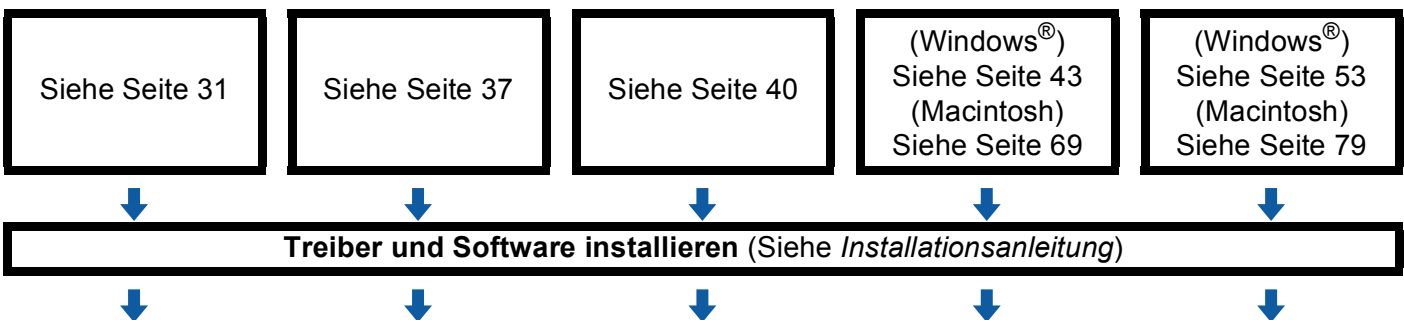 Siehe Seite 31
Siehe Seite 37
Siehe Seite 40
(Windows®)
Siehe Seite 43
(Macintosh)
Siehe Seite 69
(Windows®)
Siehe Seite 53
(Macintosh)
Siehe Seite 79
Treiber und Software installieren (Siehe Installationsanleitung)